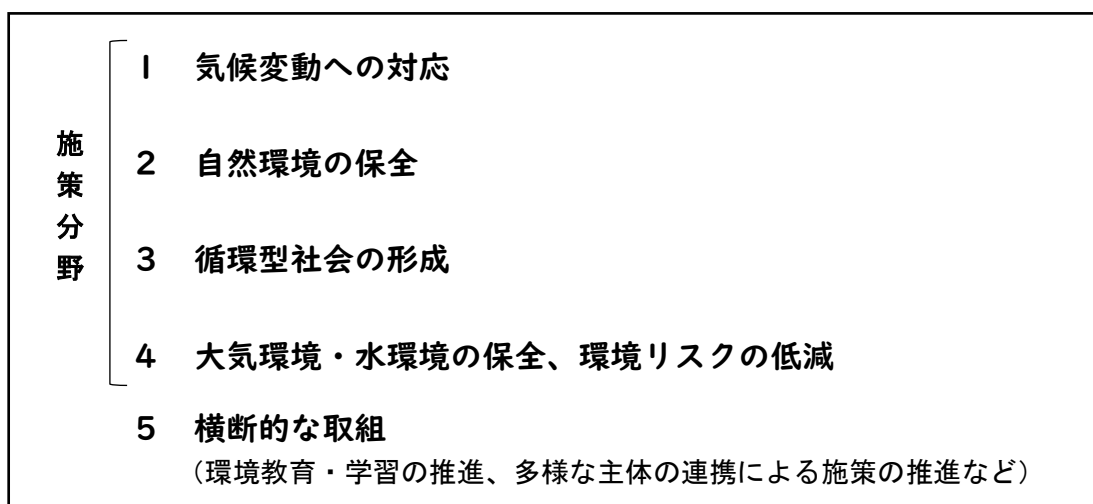 施策分野
1 気候変動への対応
2 自然環境の保全
3 循環型社会の形成
4 大気環境・水環境の保全、環境リスクの低減
5 横断的な取組
（環境教育・学習の推進、多様な主体の連携による施策の推進など）